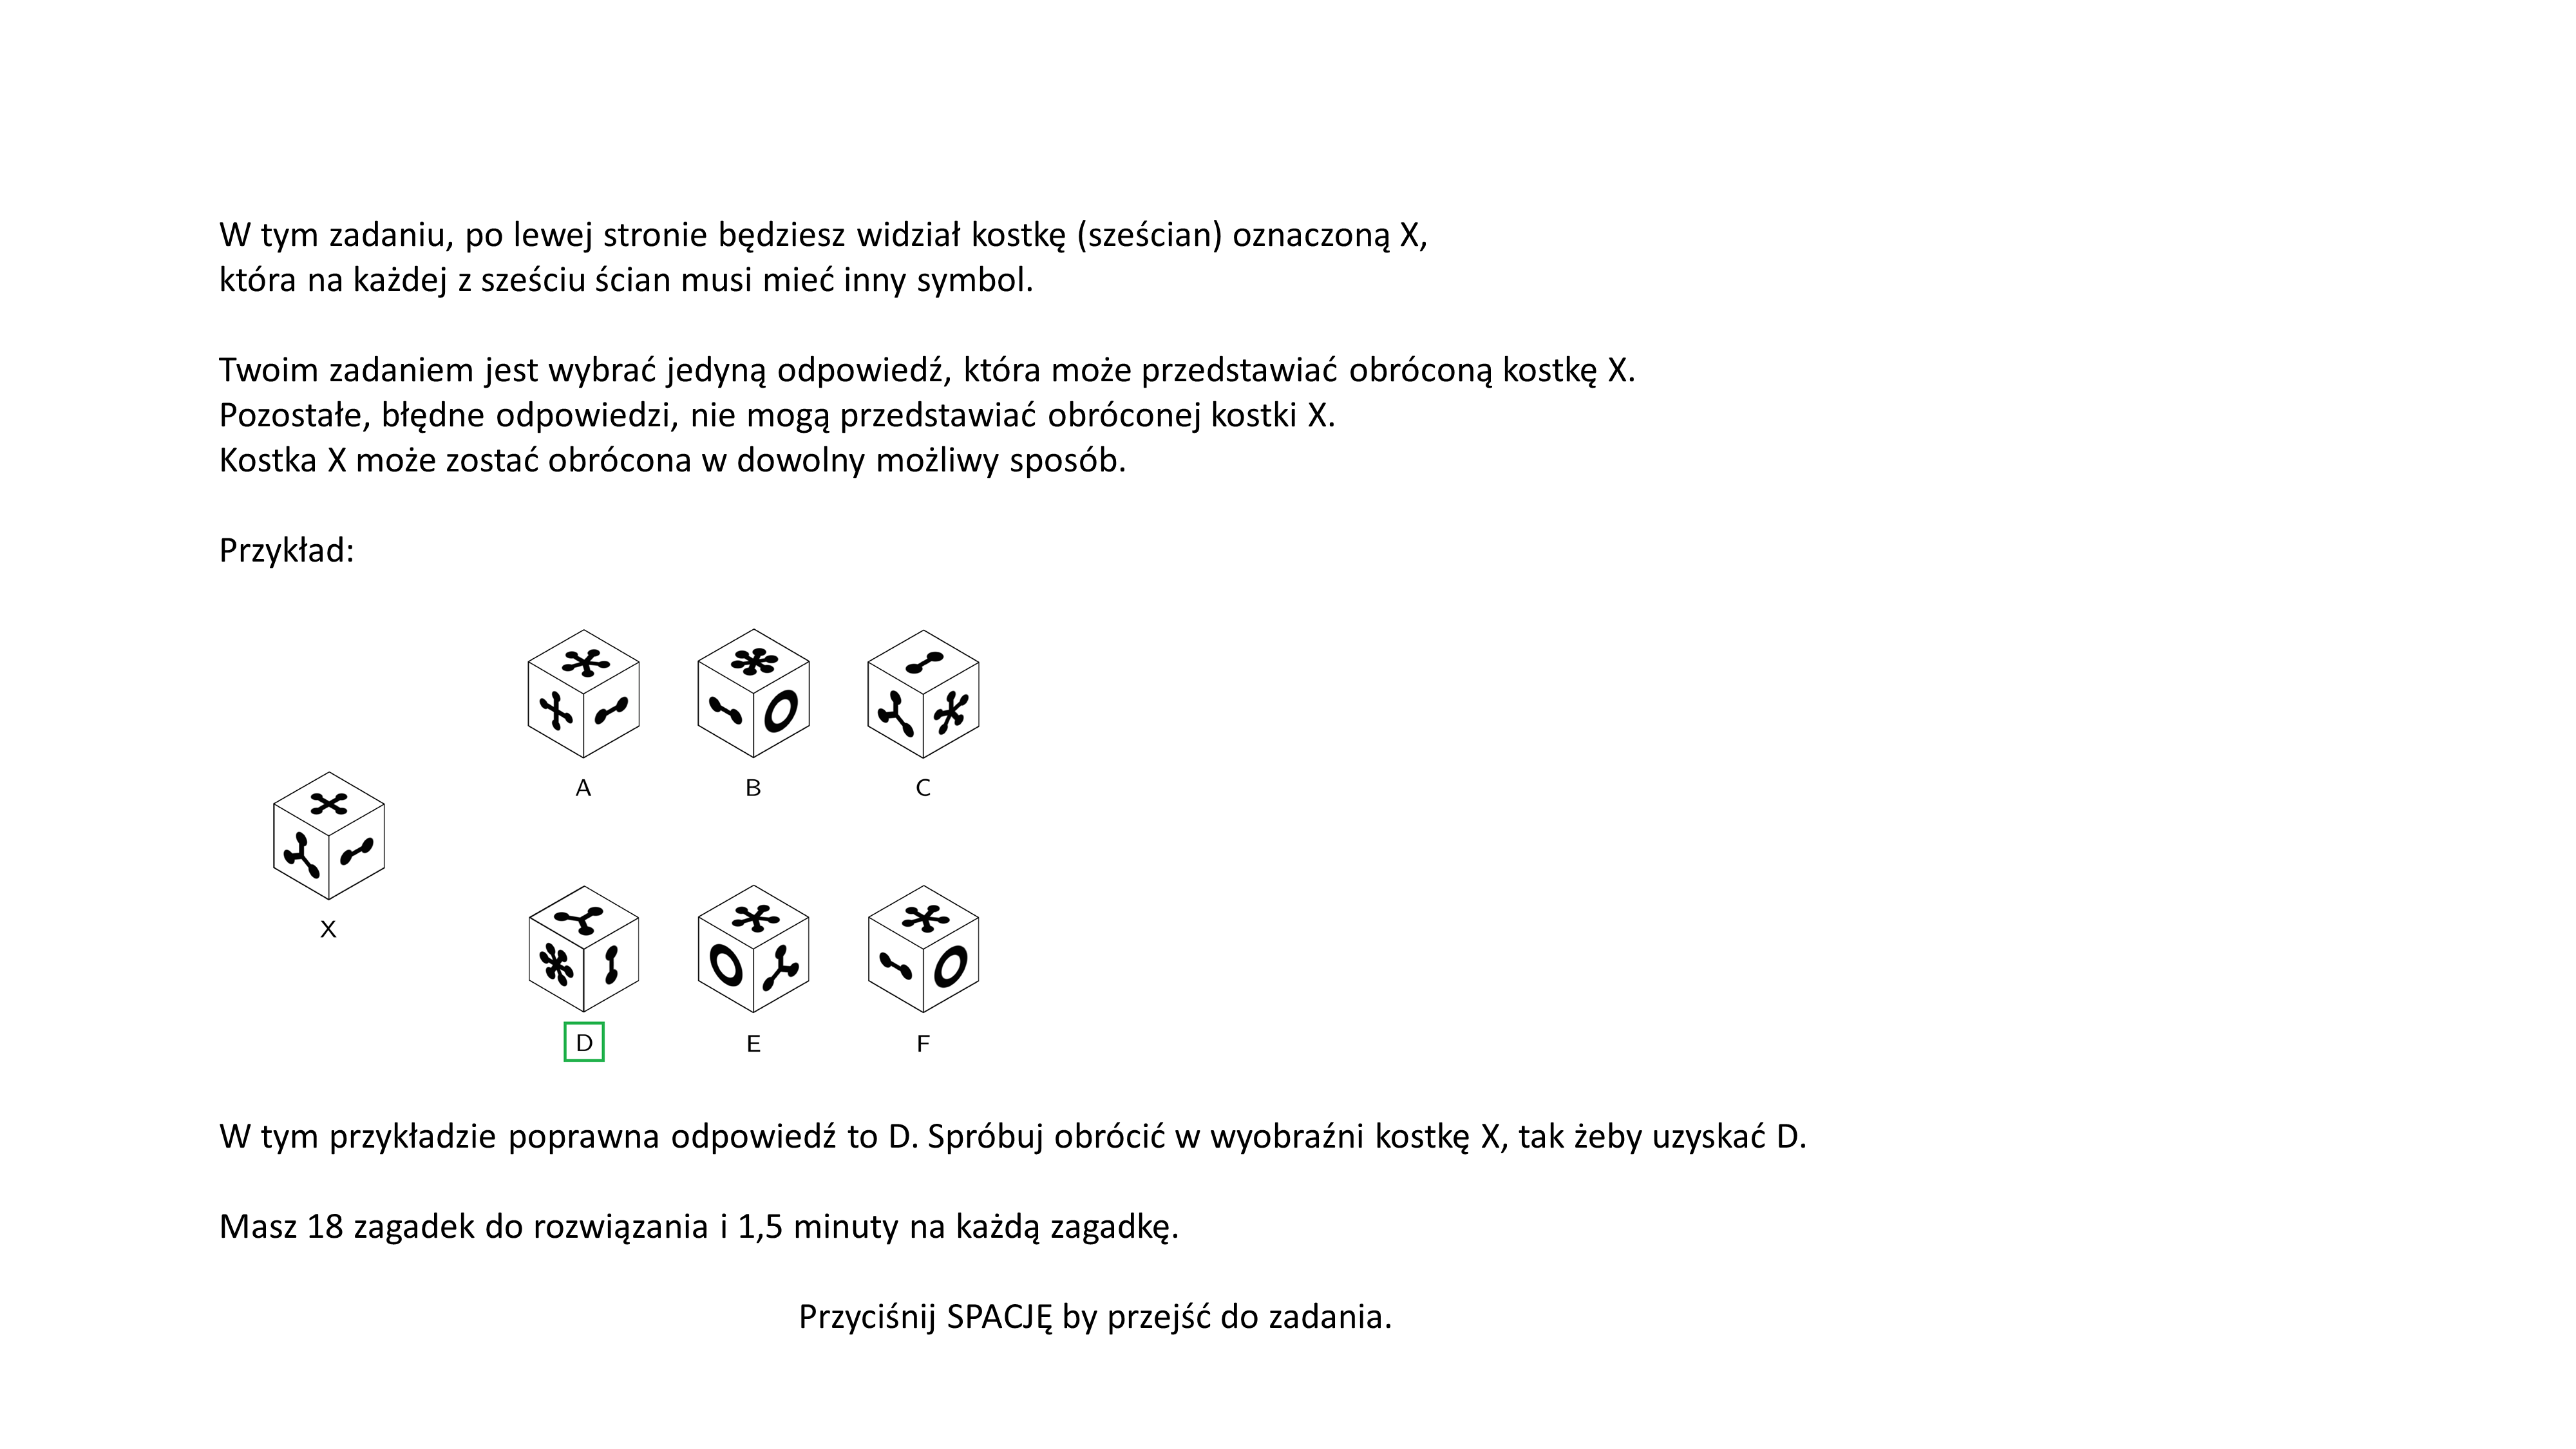 W tym zadaniu, po lewej stronie będziesz widział kostkę (sześcian) oznaczoną X,
która na każdej z sześciu ścian musi mieć inny symbol.
Twoim zadaniem jest wybrać jedyną odpowiedź, która może przedstawiać obróconą kostkę X.
Pozostałe, błędne odpowiedzi, nie mogą przedstawiać obróconej kostki X.
Kostka X może zostać obrócona w dowolny możliwy sposób.
Przykład:
A B C
X
D E F
W tym przykładzie poprawna odpowiedź to D. Spróbuj obrócić w wyobraźni kostkę X, tak żeby uzyskać D.
Masz 18 zagadek do rozwiązania i 1,5 minuty na każdą zagadkę.
Przyciśnij SPACJĘ by przejść do zadania.